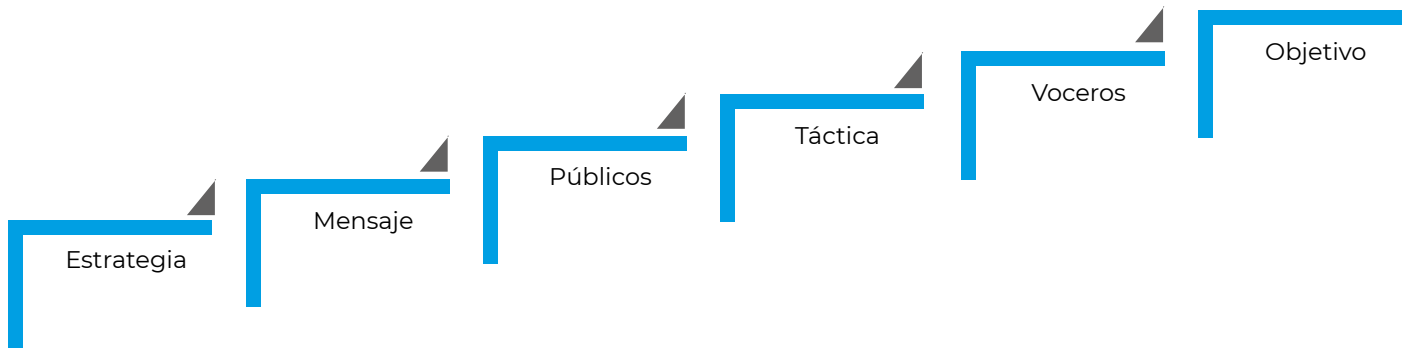 Estrategia
Mensaje
Públicos
Táctica
Voceros
Objetivo